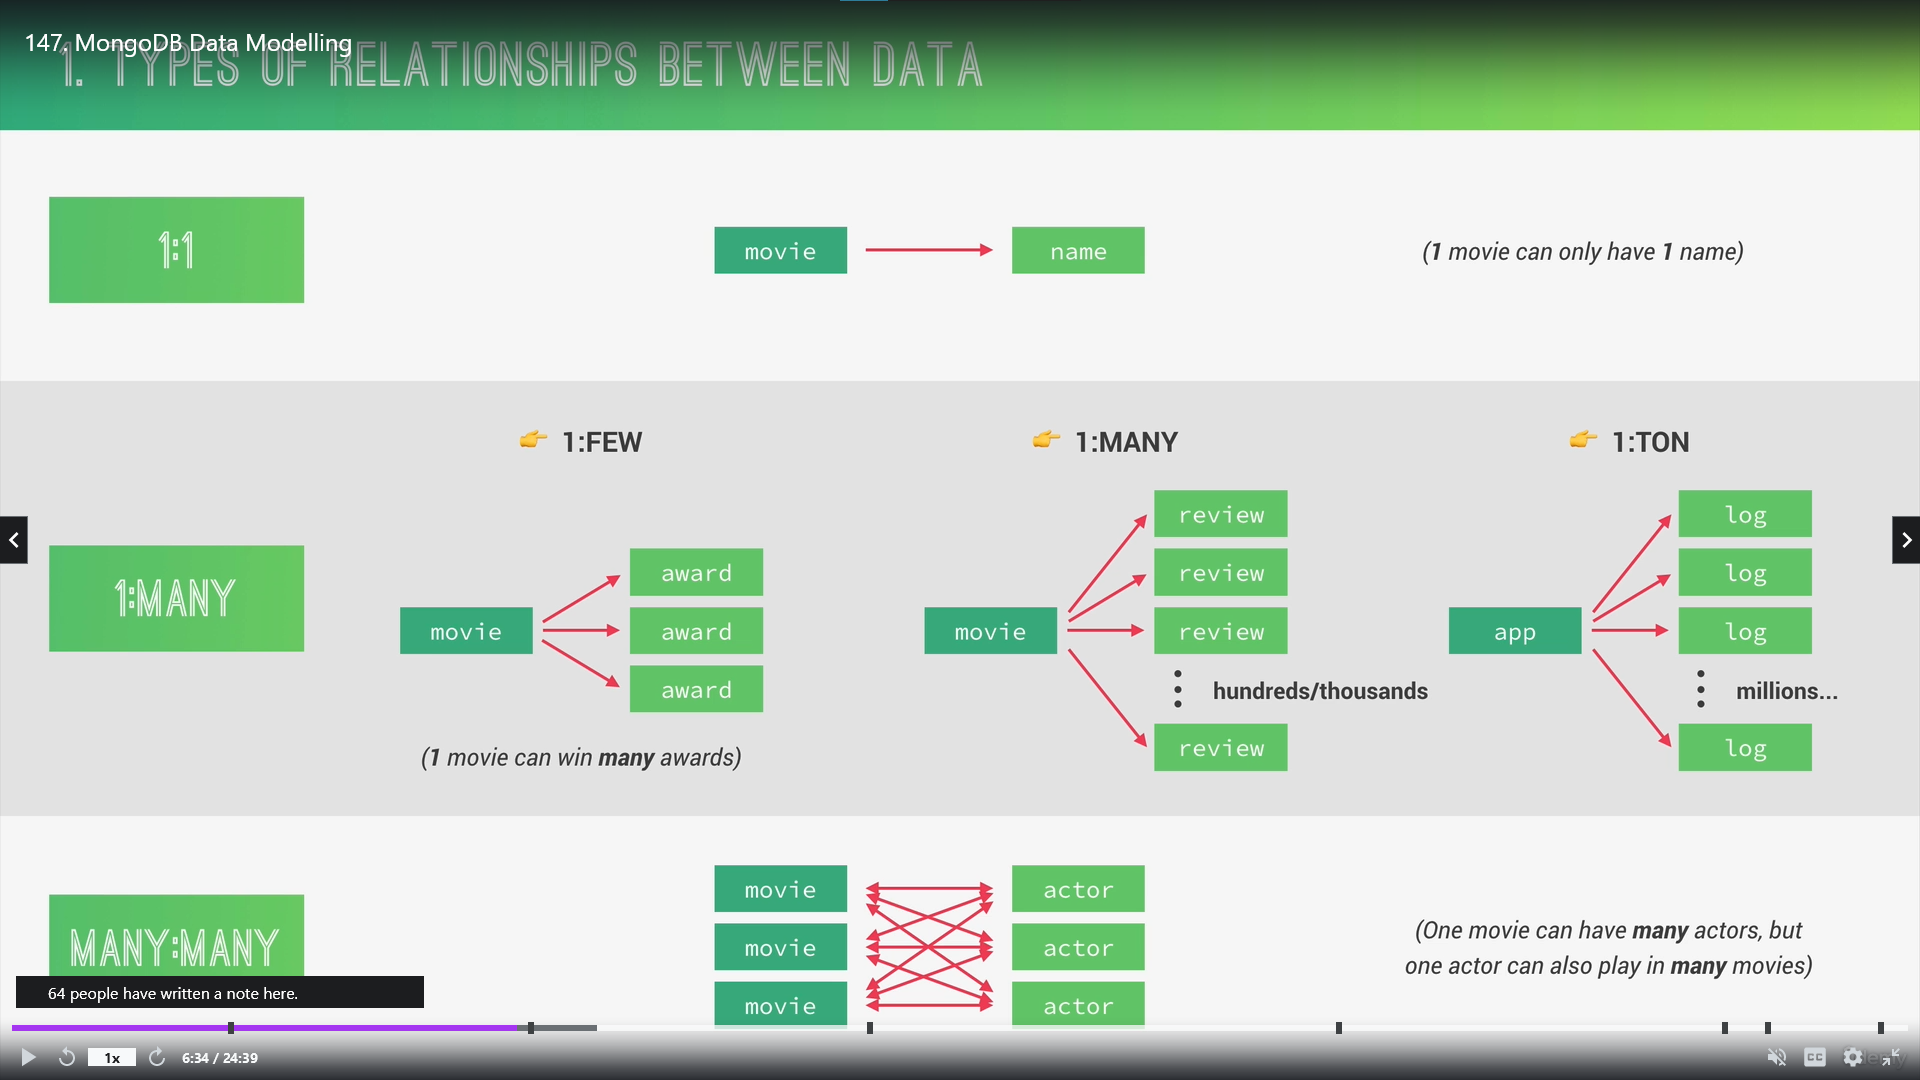 147. MongoDB Data Modelling
1. TYPES OF RELATIONSHIPS BETWEEN DATA
1:1
movie
name
(1 movie can only have 1 name)
1:MANY
👉 1:FEW
movie
award
award
award
(1 movie can win many awards)
👉 1:MANY
movie
review
review
review
hundreds/thousands
review
👉 1:TON
app
log
log
log
millions...
log
MANY:MANY
movie
actor
movie
actor
movie
actor
(One movie can have many actors, but
one actor can also play in many movies)
64 people have written a note here.
1x
6:34 / 24:39
CC